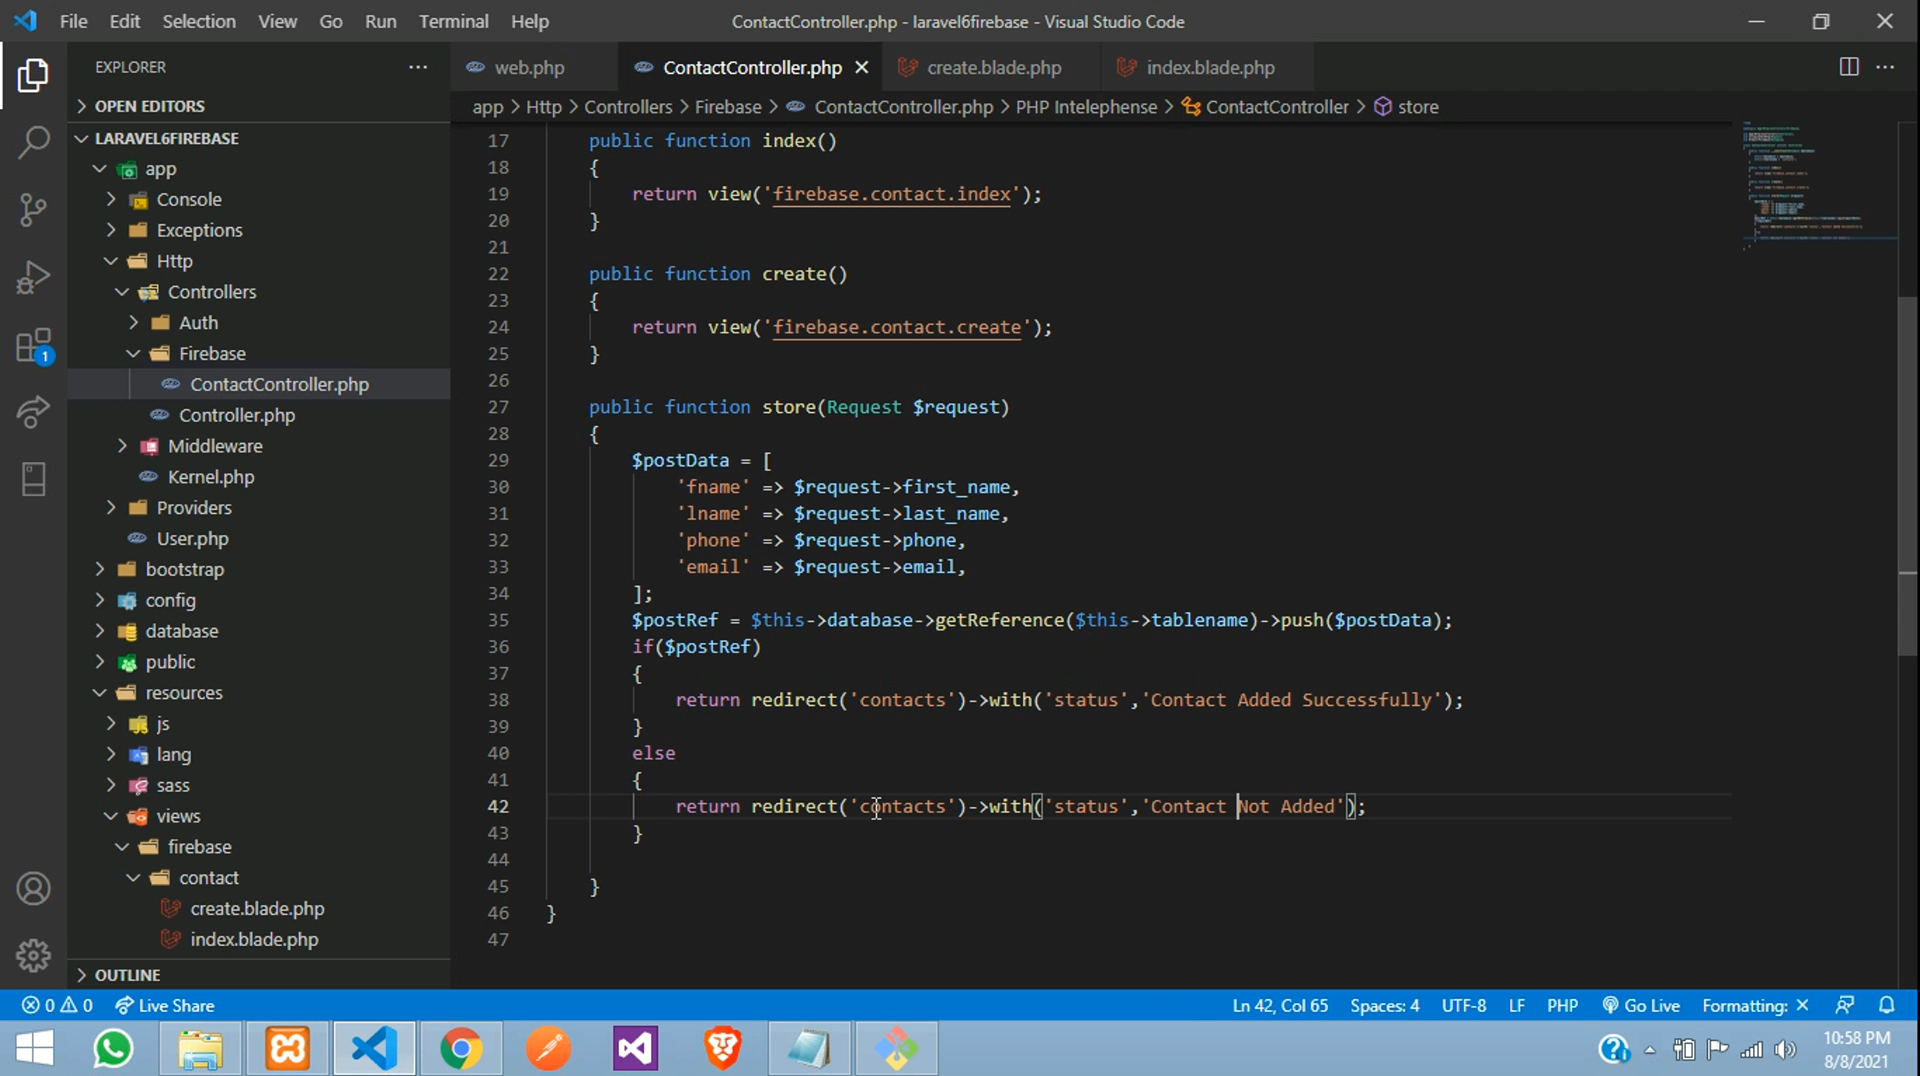 File Edit Selection View Go Run Terminal Help
ContactController.php - laravel6firebase - Visual Studio Code
EXPLORER
OPEN EDITORS
LARAVEL6FIREBASE
app
Console
Exceptions
Http
Controllers
Auth
Firebase
ContactController.php
Controller.php
Middleware
Kernel.php
Providers
User.php
bootstrap
config
database
public
resources
js
lang
sass
views
firebase
contact
create.blade.php
index.blade.php
OUTLINE
1
web.php ContactController.php create.blade.php index.blade.php
app > Http > Controllers > Firebase > ContactController.php > PHP Intelephense > ContactController > store
17 public function index()
18 {
19 return view('firebase.contact.index');
20 }
21
22 public function create()
23 {
24 return view('firebase.contact.create');
25 }
26
27 public function store(Request $request)
28 {
29 $postData = [
30 'fname' => $request->first_name,
31 'lname' => $request->last_name,
32 'phone' => $request->phone,
33 'email' => $request->email,
34 ];
35 $postRef = $this->database->getReference($this->tablename)->push($postData);
36 if($postRef)
37 {
38 return redirect('contacts')->with('status','Contact Added Successfully');
39 }
40 else
41 {
42 return redirect('contacts')->with('status','Contact Not Added');
43 }
44
45 }
46 }
47
0 0 Live Share
Ln 42, Col 65 Spaces: 4 UTF-8 LF PHP Go Live Formatting: ×
10:58 PM
8/8/2021